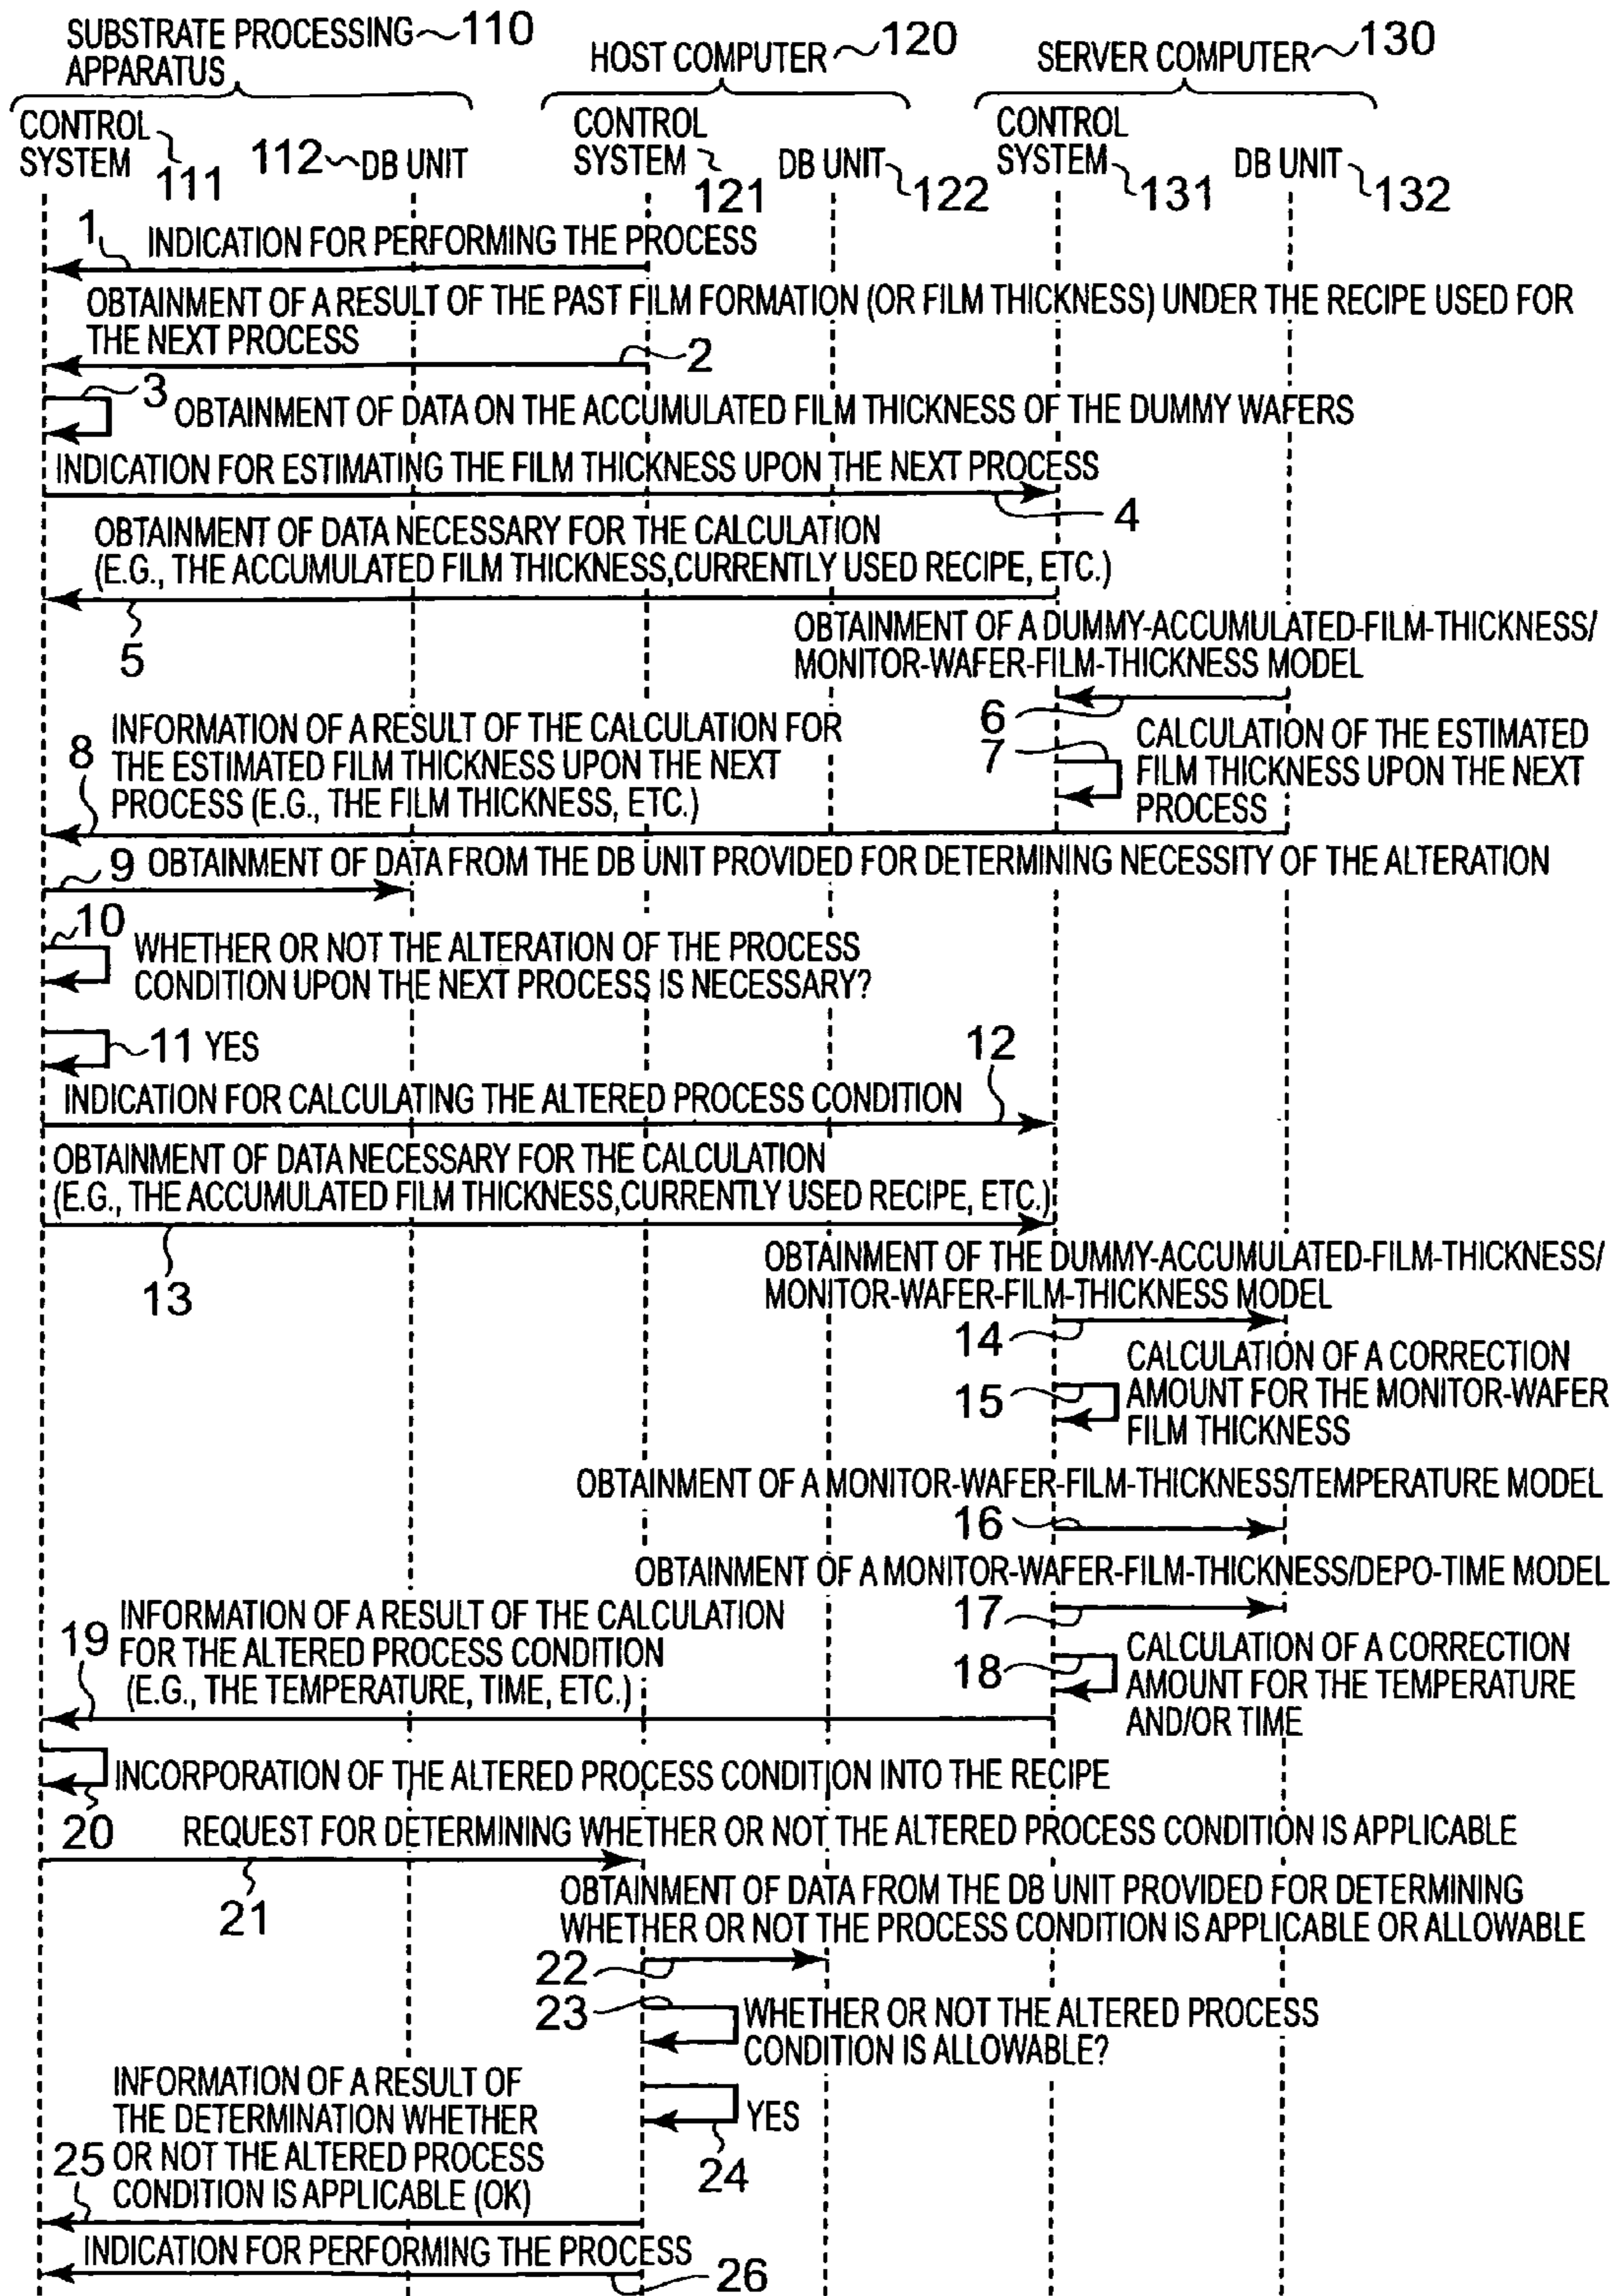 SUBSTRATE PROCESSING 110
APPARATUS
HOST COMPUTER 120
SERVER COMPUTER 130
CONTROL
SYSTEM 111
112 DB UNIT
CONTROL
SYSTEM 121
DB UNIT 122
CONTROL
SYSTEM 131
DB UNIT 132
1 INDICATION FOR PERFORMING THE PROCESS
OBTAINMENT OF A RESULT OF THE PAST FILM FORMATION (OR FILM THICKNESS) UNDER THE RECIPE USED FOR
THE NEXT PROCESS
2
3 OBTAINMENT OF DATA ON THE ACCUMULATED FILM THICKNESS OF THE DUMMY WAFERS
INDICATION FOR ESTIMATING THE FILM THICKNESS UPON THE NEXT PROCESS
4
OBTAINMENT OF DATA NECESSARY FOR THE CALCULATION
(E.G., THE ACCUMULATED FILM THICKNESS,CURRENTLY USED RECIPE, ETC.)
5
OBTAINMENT OF A DUMMY-ACCUMULATED-FILM-THICKNESS/
MONITOR-WAFER-FILM-THICKNESS MODEL
6
7 CALCULATION OF THE ESTIMATED
FILM THICKNESS UPON THE NEXT
PROCESS
8 INFORMATION OF A RESULT OF THE CALCULATION FOR
THE ESTIMATED FILM THICKNESS UPON THE NEXT
PROCESS (E.G., THE FILM THICKNESS, ETC.)
9 OBTAINMENT OF DATA FROM THE DB UNIT PROVIDED FOR DETERMINING NECESSITY OF THE ALTERATION
10 WHETHER OR NOT THE ALTERATION OF THE PROCESS
CONDITION UPON THE NEXT PROCESS IS NECESSARY?
11 YES
12
INDICATION FOR CALCULATING THE ALTERED PROCESS CONDITION
OBTAINMENT OF DATA NECESSARY FOR THE CALCULATION
(E.G., THE ACCUMULATED FILM THICKNESS,CURRENTLY USED RECIPE, ETC.)
13
OBTAINMENT OF THE DUMMY-ACCUMULATED-FILM-THICKNESS/
MONITOR-WAFER-FILM-THICKNESS MODEL
14
15 CALCULATION OF A CORRECTION
AMOUNT FOR THE MONITOR-WAFER
FILM THICKNESS
OBTAINMENT OF A MONITOR-WAFER-FILM-THICKNESS/TEMPERATURE MODEL
16
OBTAINMENT OF A MONITOR-WAFER-FILM-THICKNESS/DEPO-TIME MODEL
17
18 CALCULATION OF A CORRECTION
AMOUNT FOR THE TEMPERATURE
AND/OR TIME
19 INFORMATION OF A RESULT OF THE CALCULATION
FOR THE ALTERED PROCESS CONDITION
(E.G., THE TEMPERATURE, TIME, ETC.)
INCORPORATION OF THE ALTERED PROCESS CONDITION INTO THE RECIPE
20 REQUEST FOR DETERMINING WHETHER OR NOT THE ALTERED PROCESS CONDITION IS APPLICABLE
21
OBTAINMENT OF DATA FROM THE DB UNIT PROVIDED FOR DETERMINING
WHETHER OR NOT THE PROCESS CONDITION IS APPLICABLE OR ALLOWABLE
22
23 WHETHER OR NOT THE ALTERED PROCESS
CONDITION IS ALLOWABLE?
YES
24
INFORMATION OF A RESULT OF
THE DETERMINATION WHETHER
25 OR NOT THE ALTERED PROCESS
CONDITION IS APPLICABLE (OK)
INDICATION FOR PERFORMING THE PROCESS
26